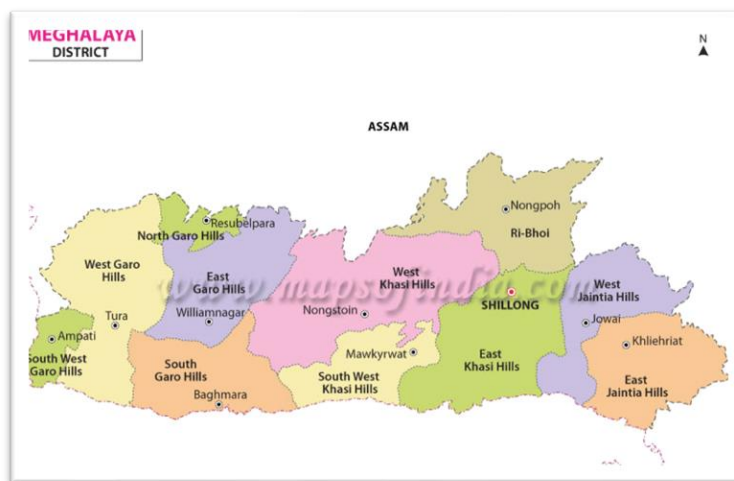 MEGHALAYA
DISTRICT
N
ASSAM
Nongpoh
Ri-Bhoi
Resubelpara
North Garo Hills
West Garo
Hills
East
Garo Hills
West
Khasi Hills
West
Jaintia Hills
www.mapsofindia.com
SHILLONG
Tura
Williamnagar
Nongstoin
Jowai
Ampati
South West
Garo Hills
South
Garo Hills
Mawkyrwat
East
Khasi Hills
Khliehriat
South West
Khasi Hills
East
Jaintia Hills
Baghmara